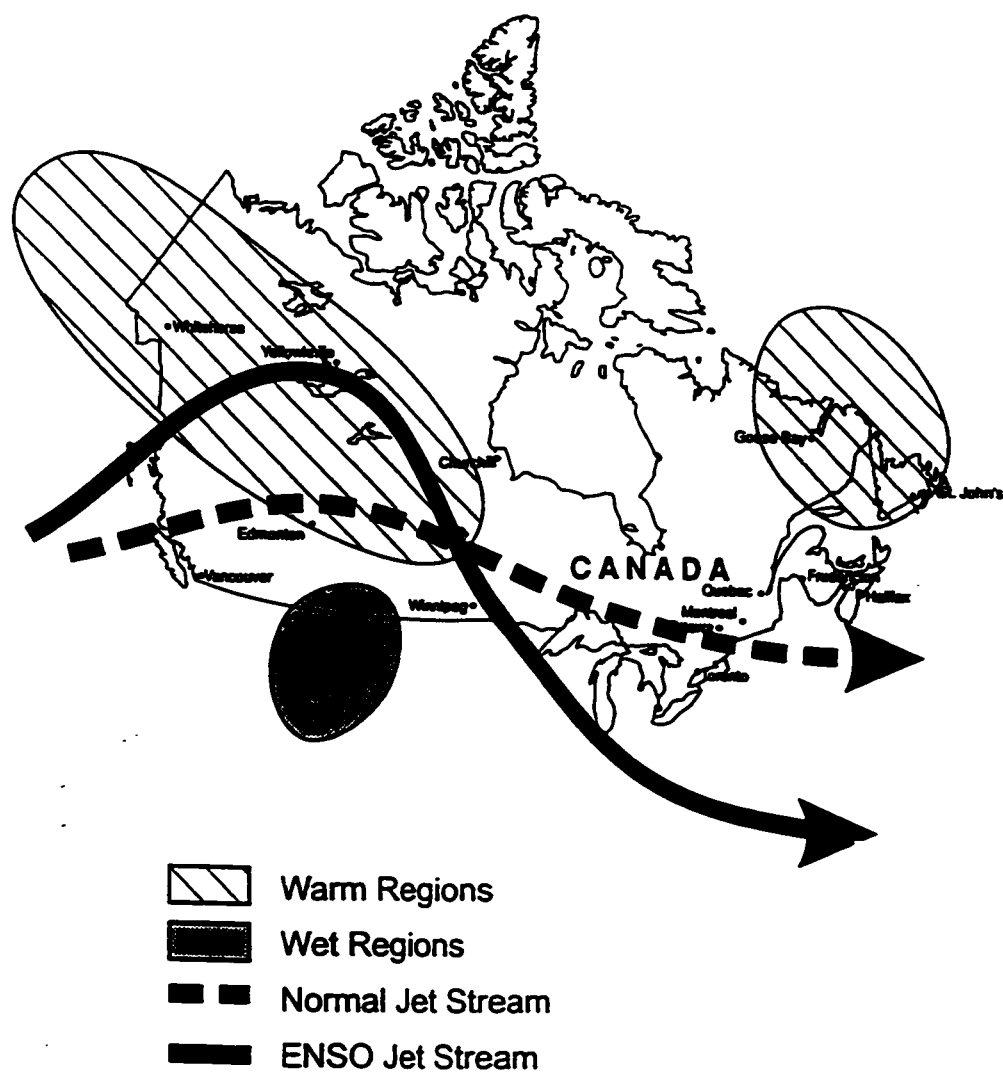 Whitehorse
Yellowknife
Goose Bay
Churchill
St. John's
Edmonton
CANADA
Vancouver
Quebec
Fredericton
Halifax
Winnipeg
Montreal
Toronto
Warm Regions
Wet Regions
Normal Jet Stream
ENSO Jet Stream